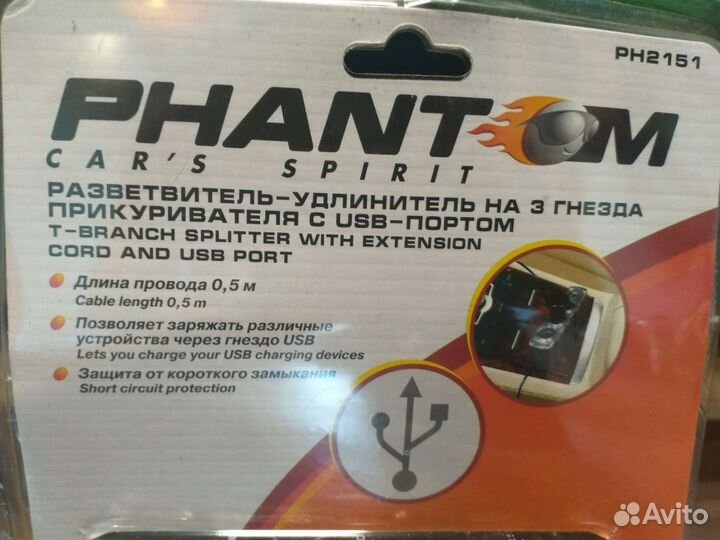 PH2151
PHANTOM
CAR'S SPIRIT
РАЗВЕТВИТЕЛЬ-УДЛИНИТЕЛЬ НА 3 ГНЕЗДА
ПРИКУРИВАТЕЛЯ С USB-ПОРТОМ
T-BRANCH SPLITTER WITH EXTENSION
CORD AND USB PORT
Длина провода 0,5 м
Cable length 0,5 m
Позволяет заряжать различные
устройства через гнездо USB
Lets you charge your USB charging devices
Защита от короткого замыкания
Short circuit protection
Avito